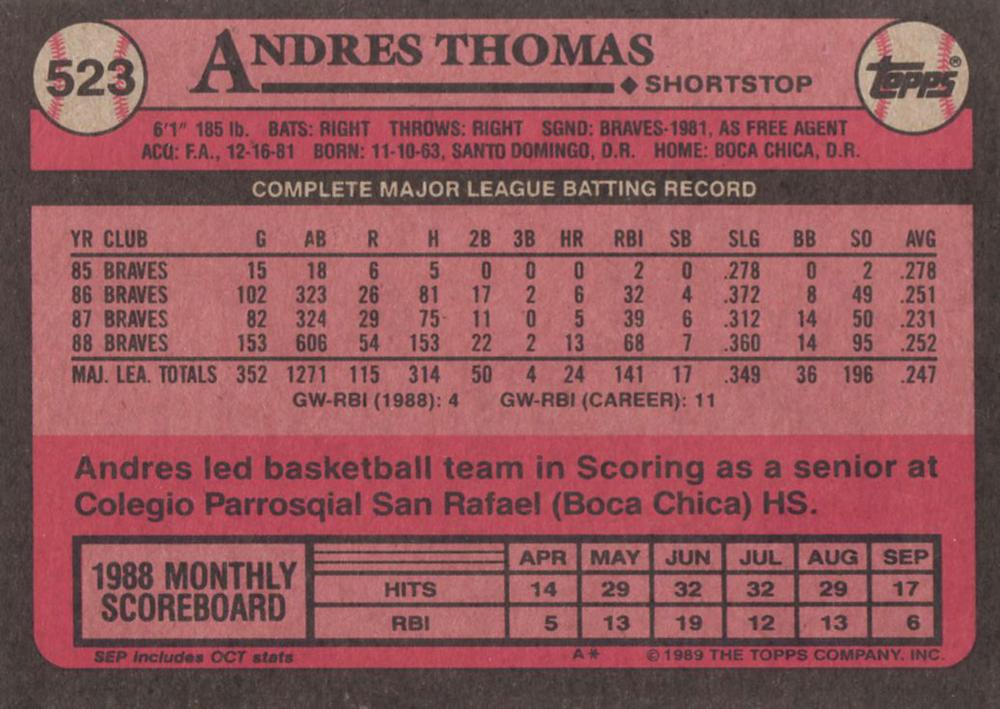 523
ANDRES THOMAS
◆ SHORTSTOP
TOPPS®
6'1" 185 lb. BATS: RIGHT THROWS: RIGHT SGND: BRAVES-1981, AS FREE AGENT
ACQ: F.A., 12-16-81 BORN: 11-10-63, SANTO DOMINGO, D.R. HOME: BOCA CHICA, D.R.
COMPLETE MAJOR LEAGUE BATTING RECORD
YR CLUB G AB R H 2B 3B HR RBI SB SLG BB SO AVG
85 BRAVES 15 18 6 5 0 0 0 2 0 .278 0 2 .278
86 BRAVES 102 323 26 81 17 2 6 32 4 .372 8 49 .251
87 BRAVES 82 324 29 75 11 0 5 39 6 .312 14 50 .231
88 BRAVES 153 606 54 153 22 2 13 68 7 .360 14 95 .252
MAJ. LEA. TOTALS 352 1271 115 314 50 4 24 141 17 .349 36 196 .247
GW-RBI (1988): 4 GW-RBI (CAREER): 11
Andres led basketball team in Scoring as a senior at
Colegio Parrosqial San Rafael (Boca Chica) HS.
1988 MONTHLY
SCOREBOARD
APR MAY JUN JUL AUG SEP
HITS 14 29 32 32 29 17
RBI 5 13 19 12 13 6
SEP includes OCT stats
A* ©1989 THE TOPPS COMPANY, INC.